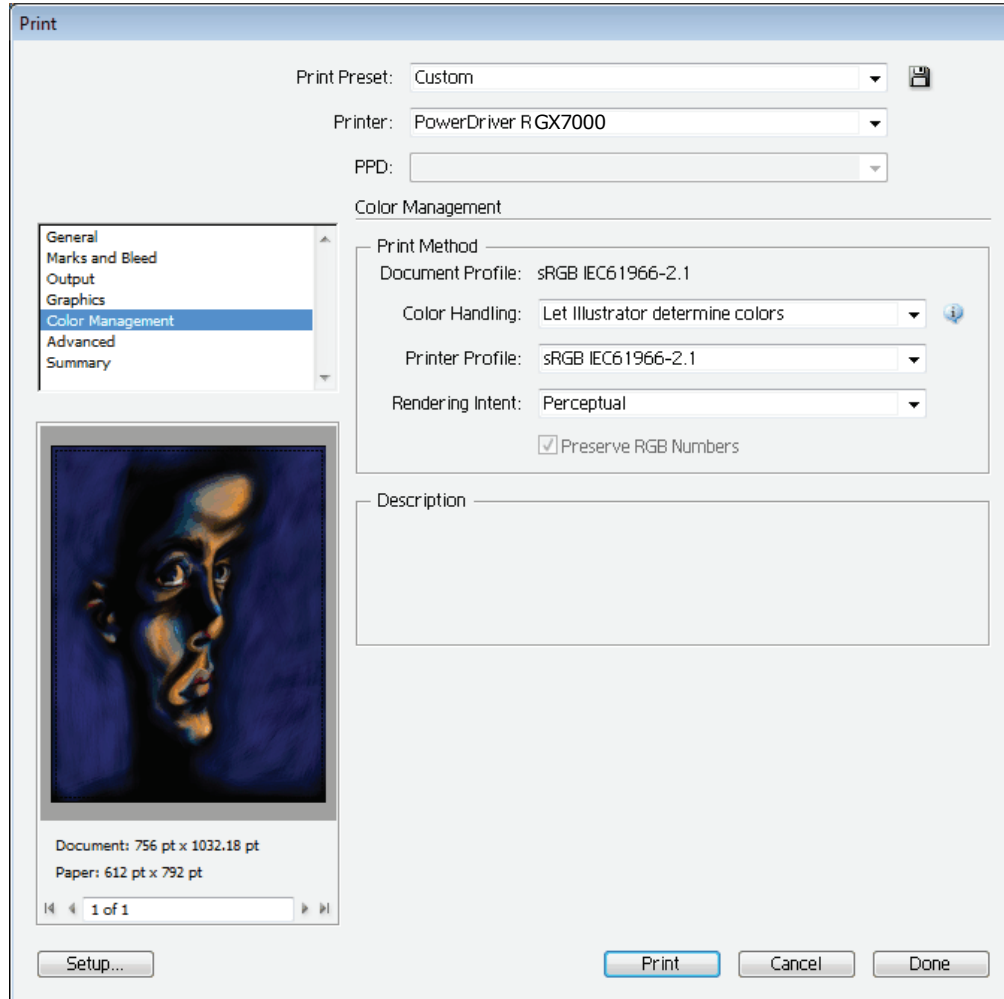 Print
Print Preset: Custom
Printer: PowerDriver R GX7000
PPD:
Color Management
General
Marks and Bleed
Output
Graphics
Color Management
Advanced
Summary
Print Method
Document Profile: sRGB IEC61966-2.1
Color Handling: Let Illustrator determine colors
Printer Profile: sRGB IEC61966-2.1
Rendering Intent: Perceptual
Preserve RGB Numbers
Description
Document: 756 pt x 1032.18 pt
Paper: 612 pt x 792 pt
1 of 1
Setup... Print Cancel Done